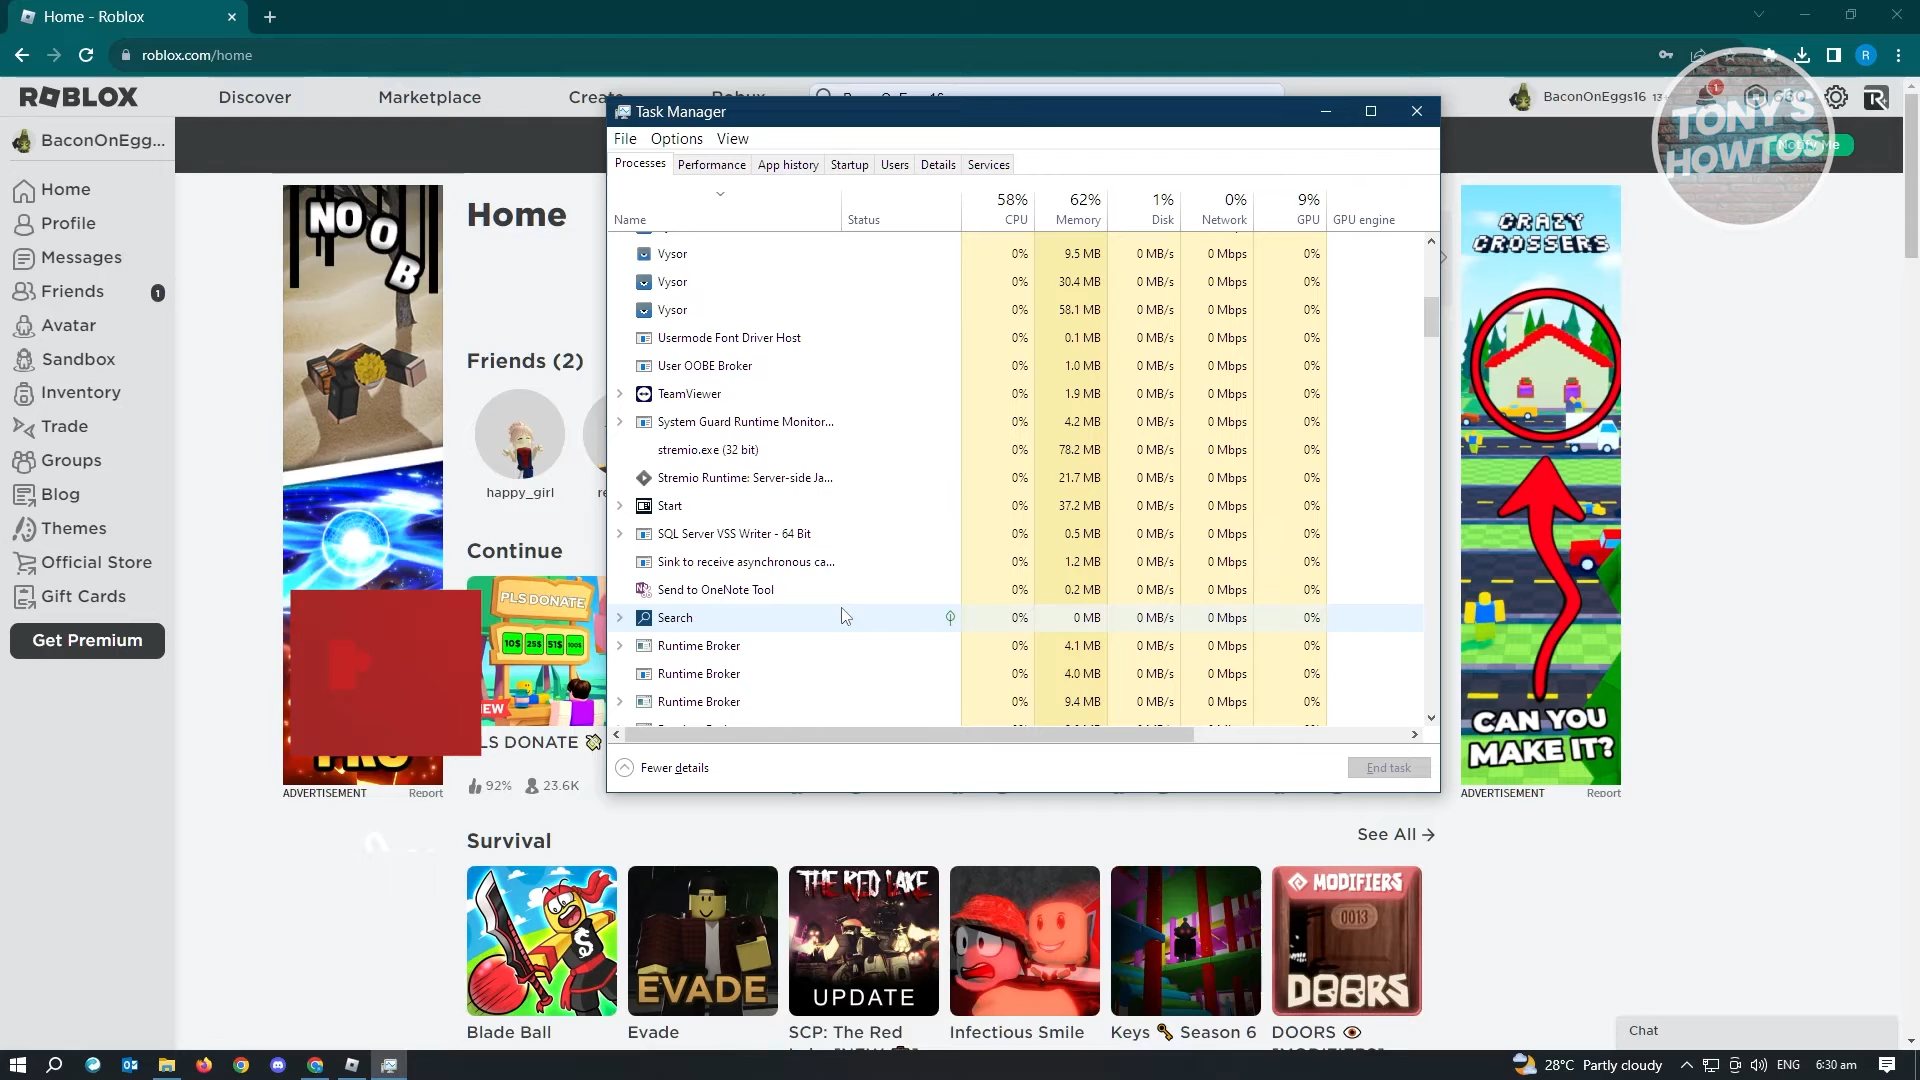 Home - Roblox
roblox.com/home
ROBLOX
Discover
Marketplace
BaconOnEggs16
TONY'S
HOWTOS
Notify Me
BaconOnEgg...
Home
Profile
Messages
Friends
1
Avatar
Sandbox
Inventory
Trade
Groups
Blog
Themes
Official Store
Gift Cards
Get Premium
NOOB
ADVERTISEMENT
Report
Home
Friends (2)
happy_girl
Continue
PLS DONATE
10$ 25$ 51$ 100$
LS DONATE
92%
23.6K
Task Manager
File Options View
Processes Performance App history Startup Users Details Services
58% 62% 1% 0% 9%
Name Status CPU Memory Disk Network GPU GPU engine
Vysor 0% 9.5 MB 0 MB/s 0 Mbps 0%
Vysor 0% 30.4 MB 0 MB/s 0 Mbps 0%
Vysor 0% 58.1 MB 0 MB/s 0 Mbps 0%
Usermode Font Driver Host 0% 0.1 MB 0 MB/s 0 Mbps 0%
User OOBE Broker 0% 1.0 MB 0 MB/s 0 Mbps 0%
TeamViewer 0% 1.9 MB 0 MB/s 0 Mbps 0%
System Guard Runtime Monitor... 0% 4.2 MB 0 MB/s 0 Mbps 0%
stremio.exe (32 bit) 0% 78.2 MB 0 MB/s 0 Mbps 0%
Stremio Runtime: Server-side Ja... 0% 21.7 MB 0 MB/s 0 Mbps 0%
Start 0% 37.2 MB 0 MB/s 0 Mbps 0%
SQL Server VSS Writer - 64 Bit 0% 0.5 MB 0 MB/s 0 Mbps 0%
Sink to receive asynchronous ca... 0% 1.2 MB 0 MB/s 0 Mbps 0%
Send to OneNote Tool 0% 0.2 MB 0 MB/s 0 Mbps 0%
Search 0% 0 MB 0 MB/s 0 Mbps 0%
Runtime Broker 0% 4.1 MB 0 MB/s 0 Mbps 0%
Runtime Broker 0% 4.0 MB 0 MB/s 0 Mbps 0%
Runtime Broker 0% 9.4 MB 0 MB/s 0 Mbps 0%
Fewer details
End task
CRAZY
CROSSERS
CAN YOU
MAKE IT?
ADVERTISEMENT
Report
Survival
See All
EVADE
THE RED LAKE
UPDATE
MODIFIERS
0013
DOORS
Blade Ball
Evade
SCP: The Red
Infectious Smile
Keys Season 6
DOORS
Chat
28°C Partly cloudy
ENG
6:30 am